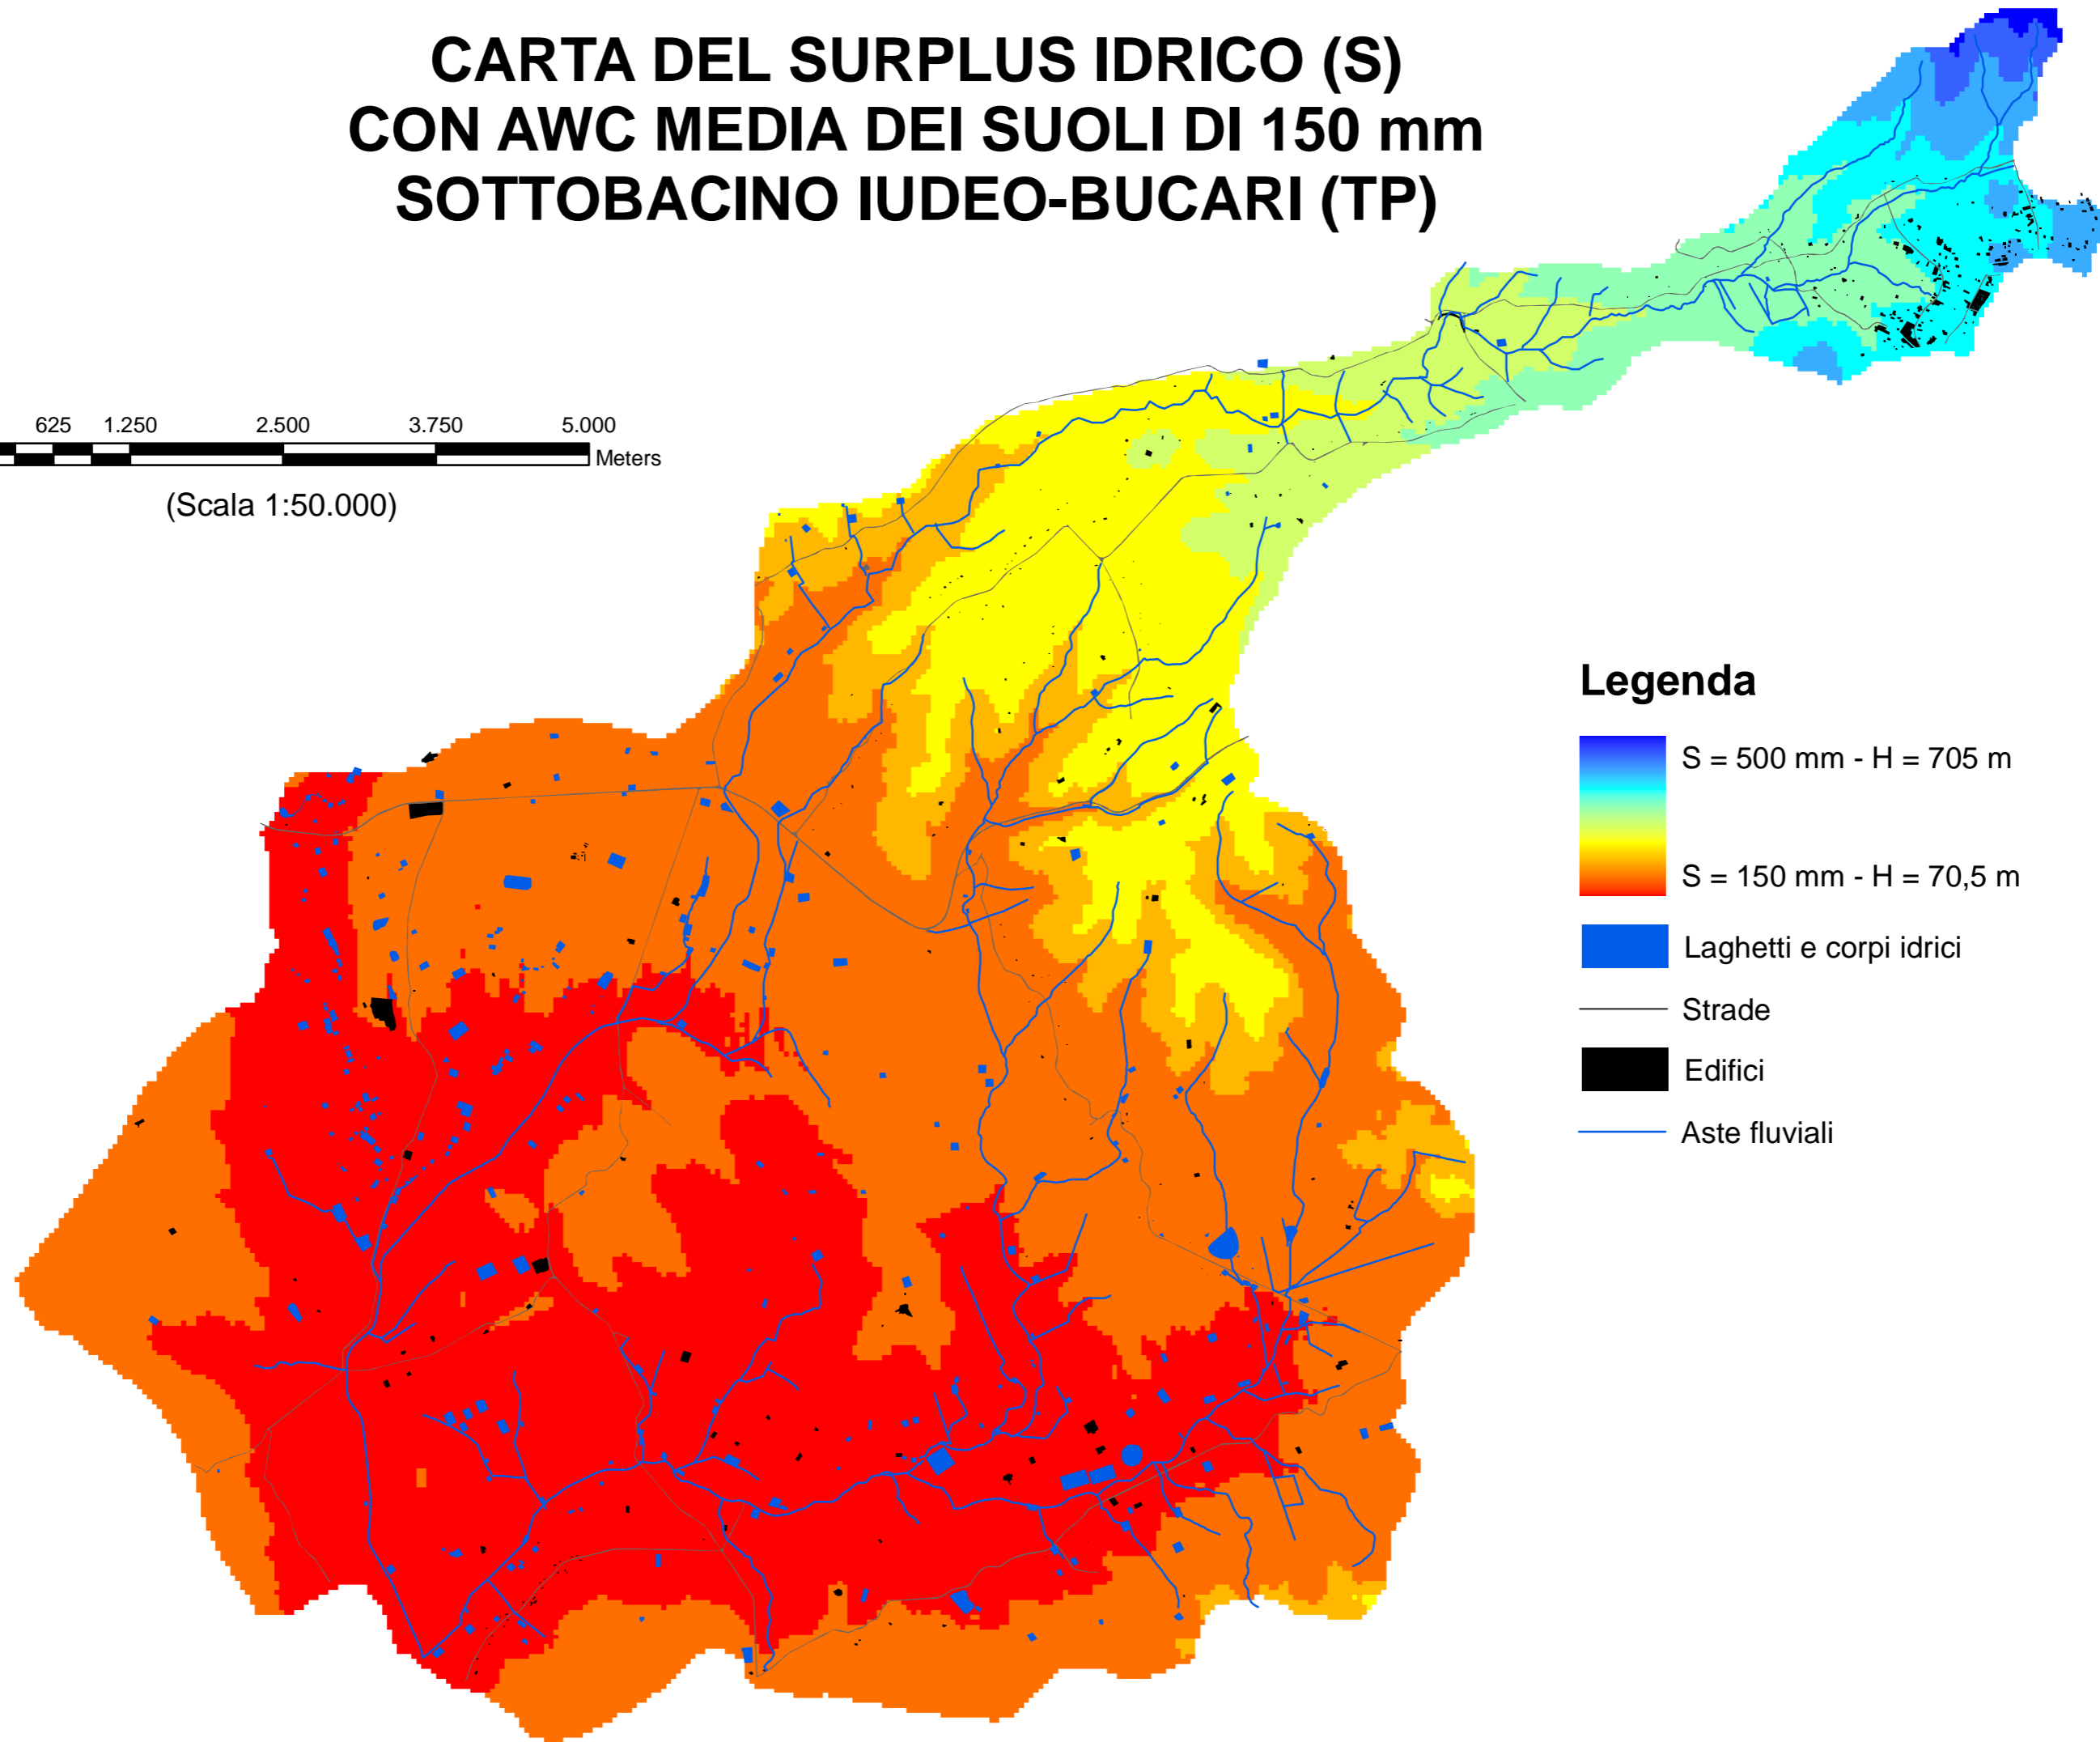 CARTA DEL SURPLUS IDRICO (S)
CON AWC MEDIA DEI SUOLI DI 150 mm
SOTTOBACINO IUDEO-BUCARI (TP)
625 1.250 2.500 3.750 5.000
Meters
(Scala 1:50.000)
Legenda
S = 500 mm - H = 705 m
S = 150 mm - H = 70,5 m
Laghetti e corpi idrici
Strade
Edifici
Aste fluviali